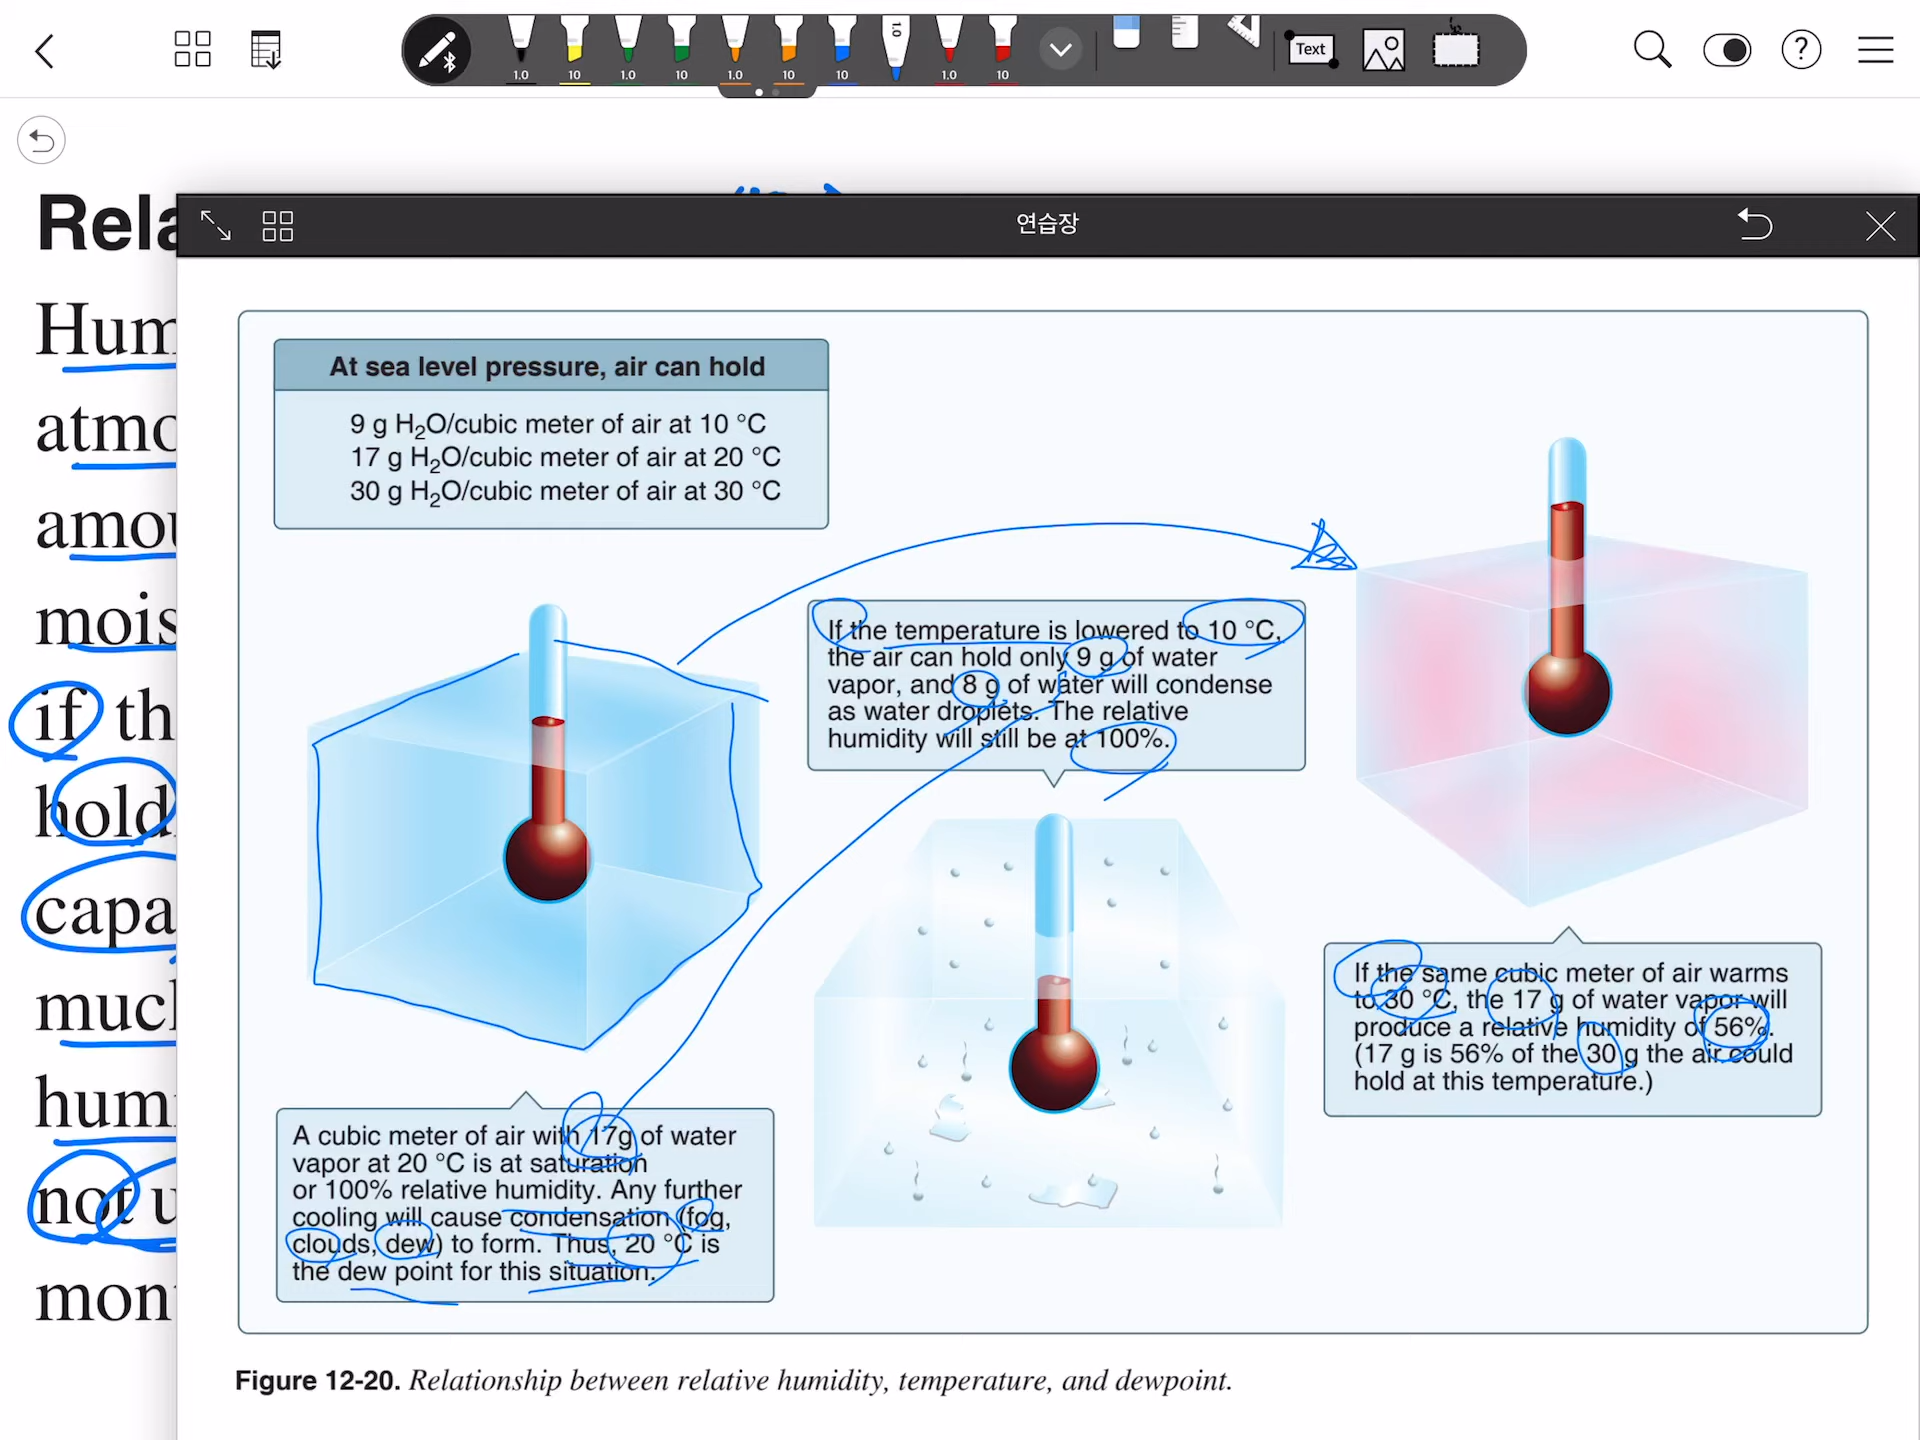 1.0
10
1.0
10
1.0
10
10
1.0
1.0
10
Text
Rela
Hum
atmo
amou
mois
if th
hold
capa
much
humi
not u
mon
연습장
At sea level pressure, air can hold
9 g H₂O/cubic meter of air at 10 °C
17 g H₂O/cubic meter of air at 20 °C
30 g H₂O/cubic meter of air at 30 °C
If the temperature is lowered to 10 °C,
the air can hold only 9 g of water
vapor, and 8 g of water will condense
as water droplets. The relative
humidity will still be at 100%.
If the same cubic meter of air warms
to 30 °C, the 17 g of water vapor will
produce a relative humidity of 56%.
(17 g is 56% of the 30 g the air could
hold at this temperature.)
A cubic meter of air with 17g of water
vapor at 20 °C is at saturation
or 100% relative humidity. Any further
cooling will cause condensation (fog,
clouds, dew) to form. Thus, 20 °C is
the dew point for this situation.
Figure 12-20. Relationship between relative humidity, temperature, and dewpoint.